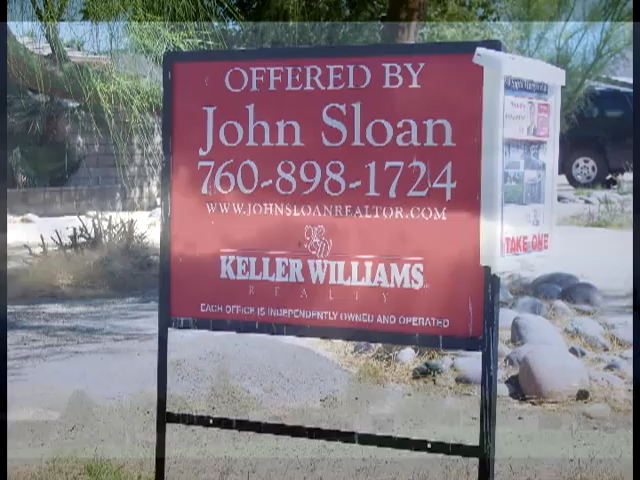 OFFERED BY
John Sloan
760-898-1724
WWW.JOHNSLOANREALTOR.COM
KW
KELLER WILLIAMS
REALTY
EACH OFFICE IS INDEPENDENTLY OWNED AND OPERATED
TAKE ONE